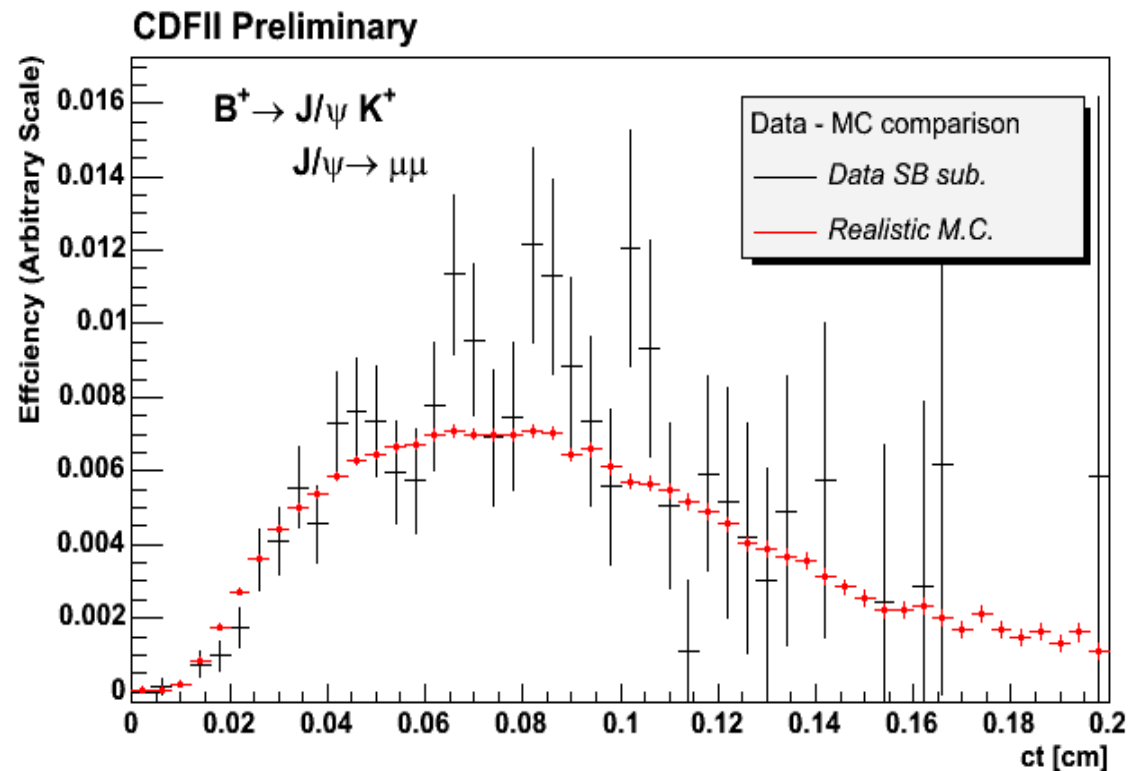 CDFII Preliminary
Effciency (Arbitrary Scale)
B⁺→ J/ψ K⁺
J/ψ→ μμ
Data - MC comparison
Data SB sub.
Realistic M.C.
0.016
0.014
0.012
0.01
0.008
0.006
0.004
0.002
0
0 0.02 0.04 0.06 0.08 0.1 0.12 0.14 0.16 0.18 0.2
ct [cm]